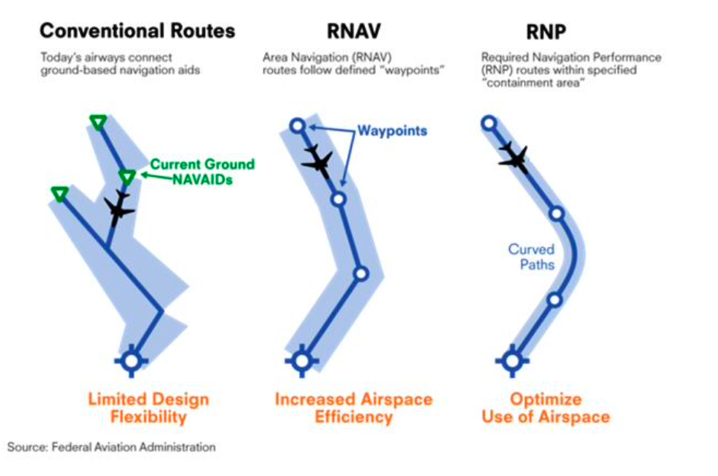 Conventional Routes
Today's airways connect
ground-based navigation aids
Current Ground
NAVAIDs
Limited Design
Flexibility
RNAV
Area Navigation (RNAV)
routes follow defined "waypoints"
Waypoints
Increased Airspace
Efficiency
RNP
Required Navigation Performance
(RNP) routes within specified
"containment area"
Curved
Paths
Optimize
Use of Airspace
Source: Federal Aviation Administration